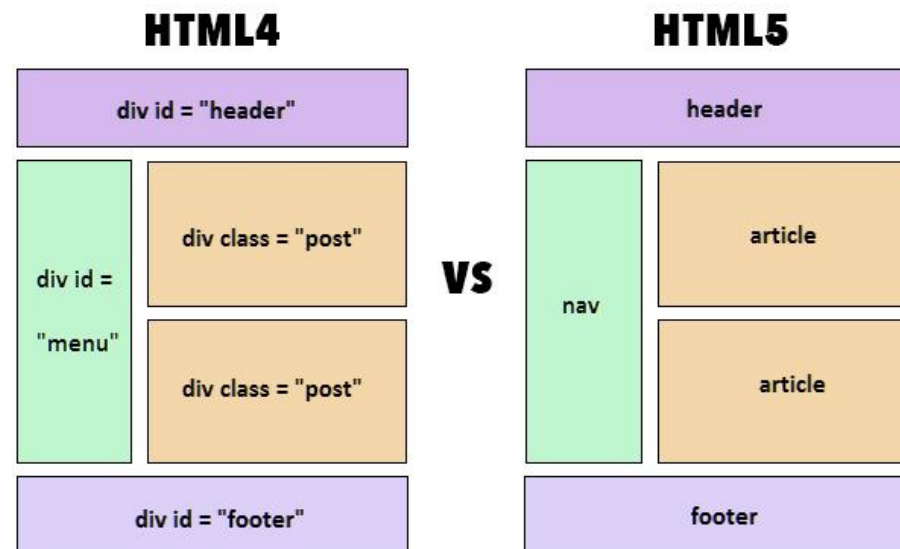 HTML4
HTML5
div id = "header"
header
div id =
"menu"
div class = "post"
div class = "post"
VS
nav
article
article
div id = "footer"
footer